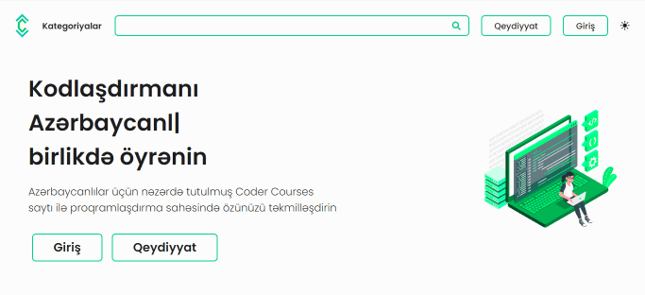 Kateqoriyalar
Qeydiyyat
Giriş
Kodlaşdırmanı
Azərbaycanl|
birlikdə öyrənin
Azərbaycanlılar üçün nəzərdə tutulmuş Coder Courses
saytı ilə proqramlaşdırma sahəsində özünüzü təkmilləşdirin
Giriş
Qeydiyyat